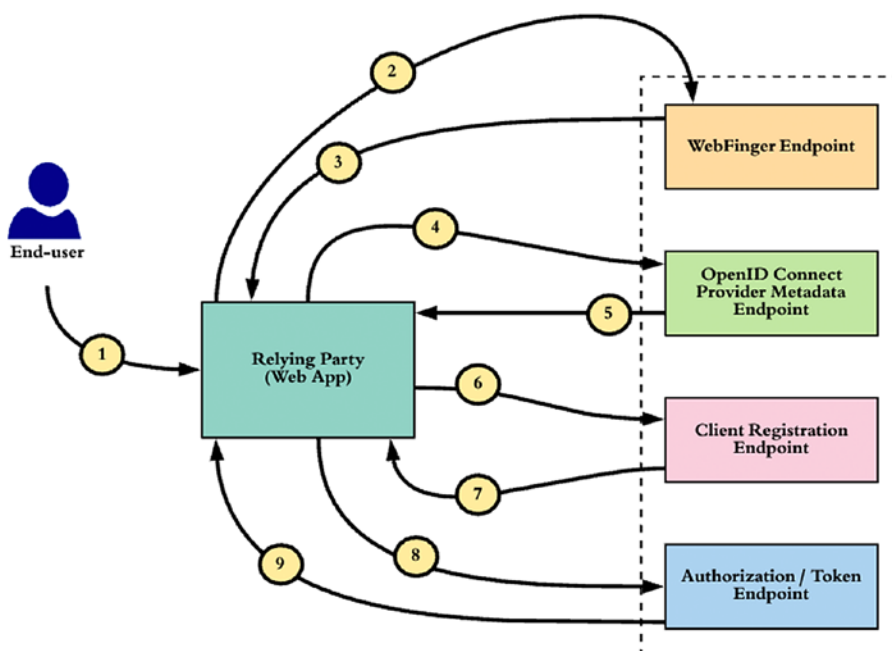 2
WebFinger Endpoint
3
End-user
4
OpenID Connect
Provider Metadata
Endpoint
5
1
Relying Party
(Web App)
6
Client Registration
Endpoint
7
8
9
Authorization / Token
Endpoint